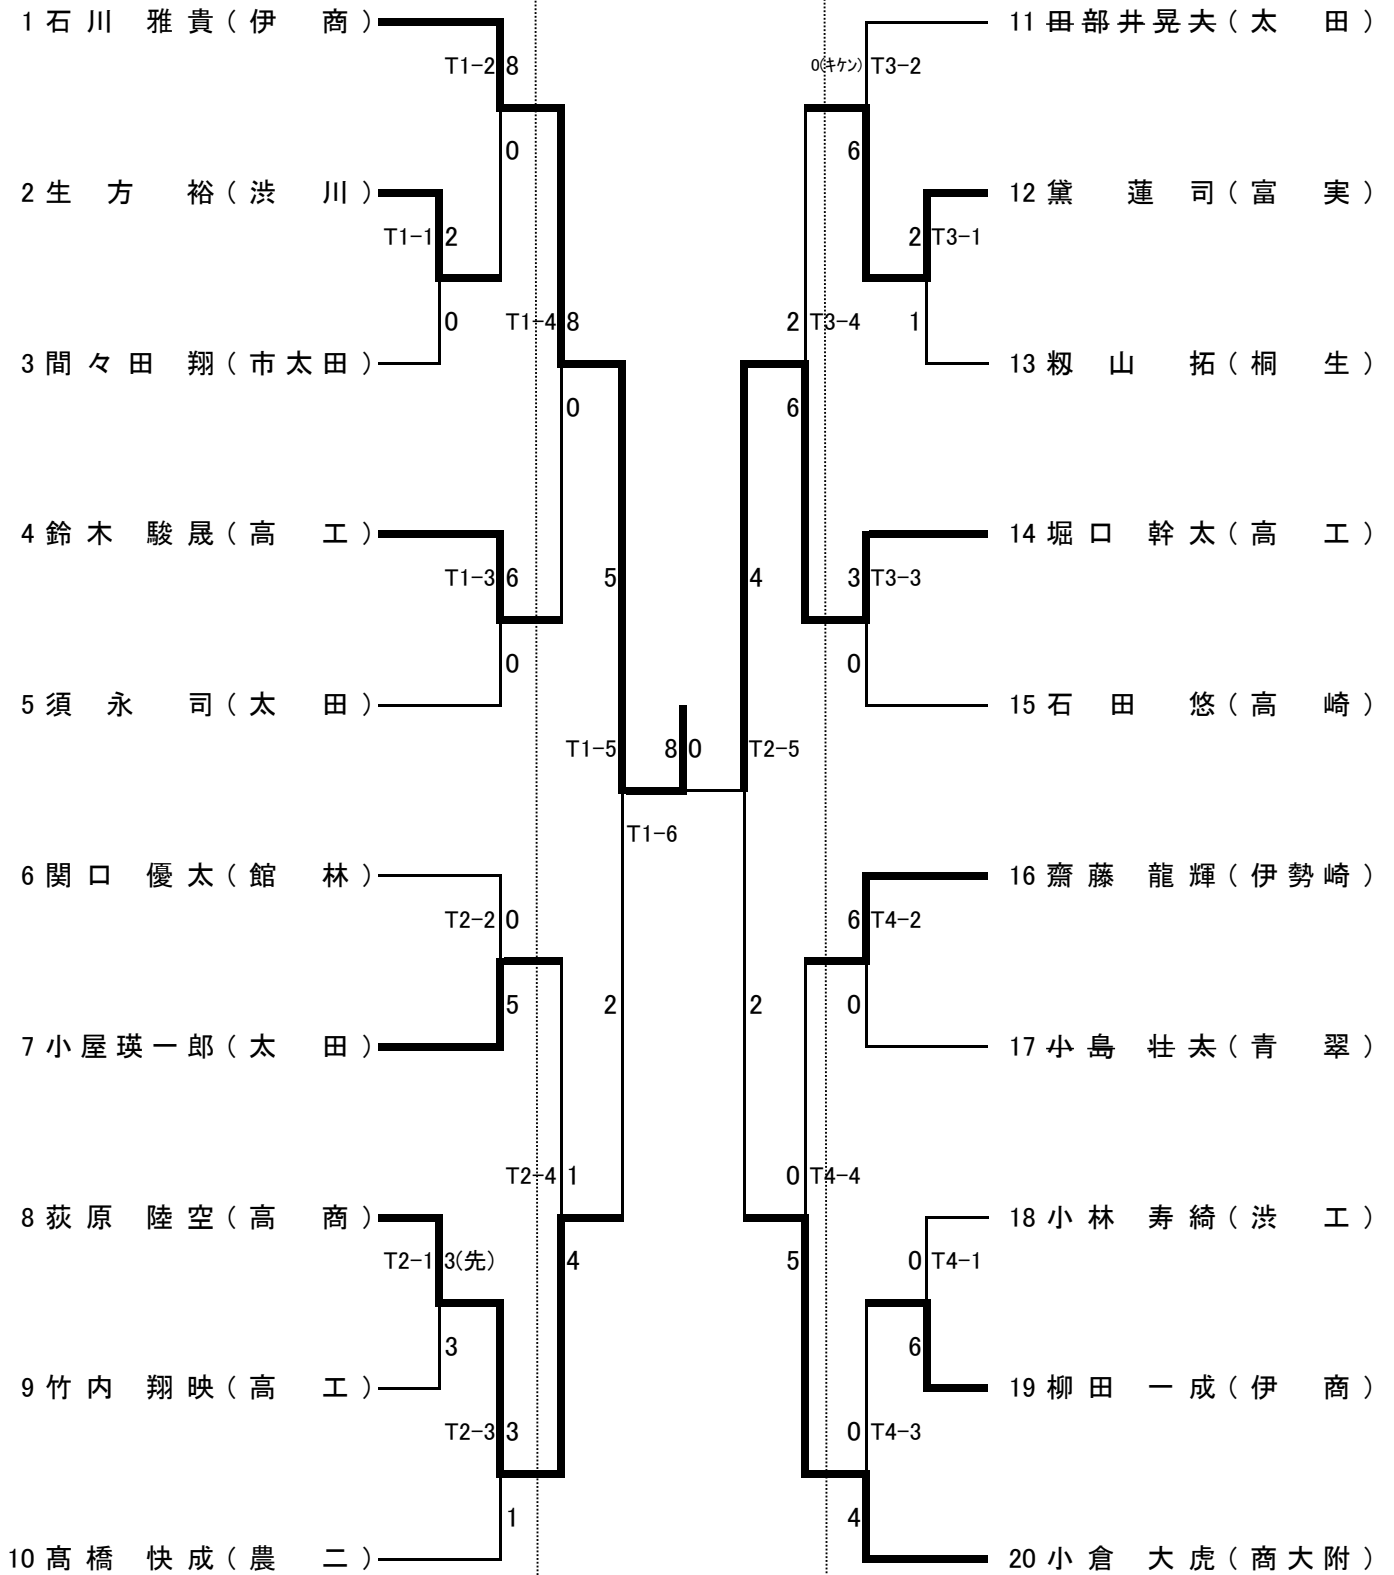 1 石川 雅貴(伊 商)
11 田部井晃大(太 田)
T1-2 8
0(キケン) T3-2
0
6
2 生方 裕(渋 川)
12 黛 蓮司(富 実)
T1-1 2
2 T3-1
0
T1-4 8
2 T3-4
1
3 間々田 翔(市太田)
13 籾山 拓(桐 生)
0
6
4 鈴木 駿晟(高 工)
14 堀口 幹太(高 工)
T1-3 6
5
4
3 T3-3
0
0
5 須永 司(太 田)
15 石田 悠(高 崎)
T1-5
8 0
T2-5
T1-6
6 関口 優太(館 林)
16 齋藤 龍輝(伊勢崎)
T2-2 0
6 T4-2
5
2
2
0
7 小屋瑛一郎(太 田)
17 小島 壮太(青 翠)
T2-4 1
0 T4-4
8 荻原 陸空(高 商)
18 小林 寿綺(渋 工)
T2-1 3(先)
4
5
0 T4-1
3
6
9 竹内 翔映(高 工)
19 柳田 一成(伊 商)
T2-3 3
0 T4-3
1
4
10 髙橋 快成(農 二)
20 小倉 大虎(商大附)